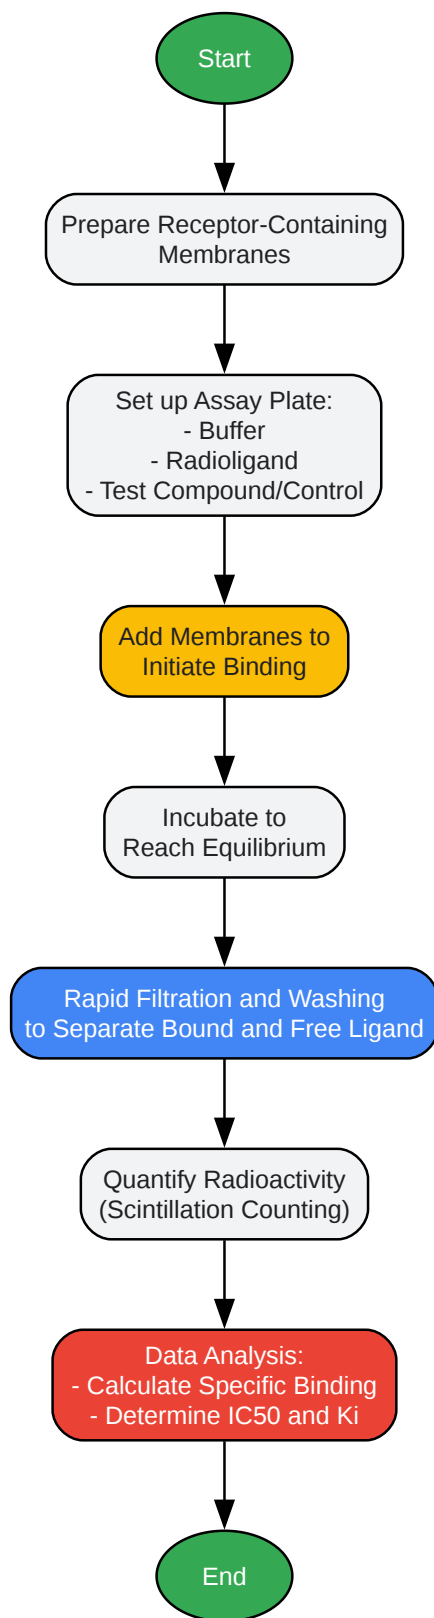 Start
Prepare Receptor-Containing
Membranes
Set up Assay Plate:
- Buffer
- Radioligand
- Test Compound/Control
Add Membranes to
Initiate Binding
Incubate to
Reach Equilibrium
Rapid Filtration and Washing
to Separate Bound and Free Ligand
Quantify Radioactivity
(Scintillation Counting)
Data Analysis:
- Calculate Specific Binding
- Determine IC50 and Ki
End